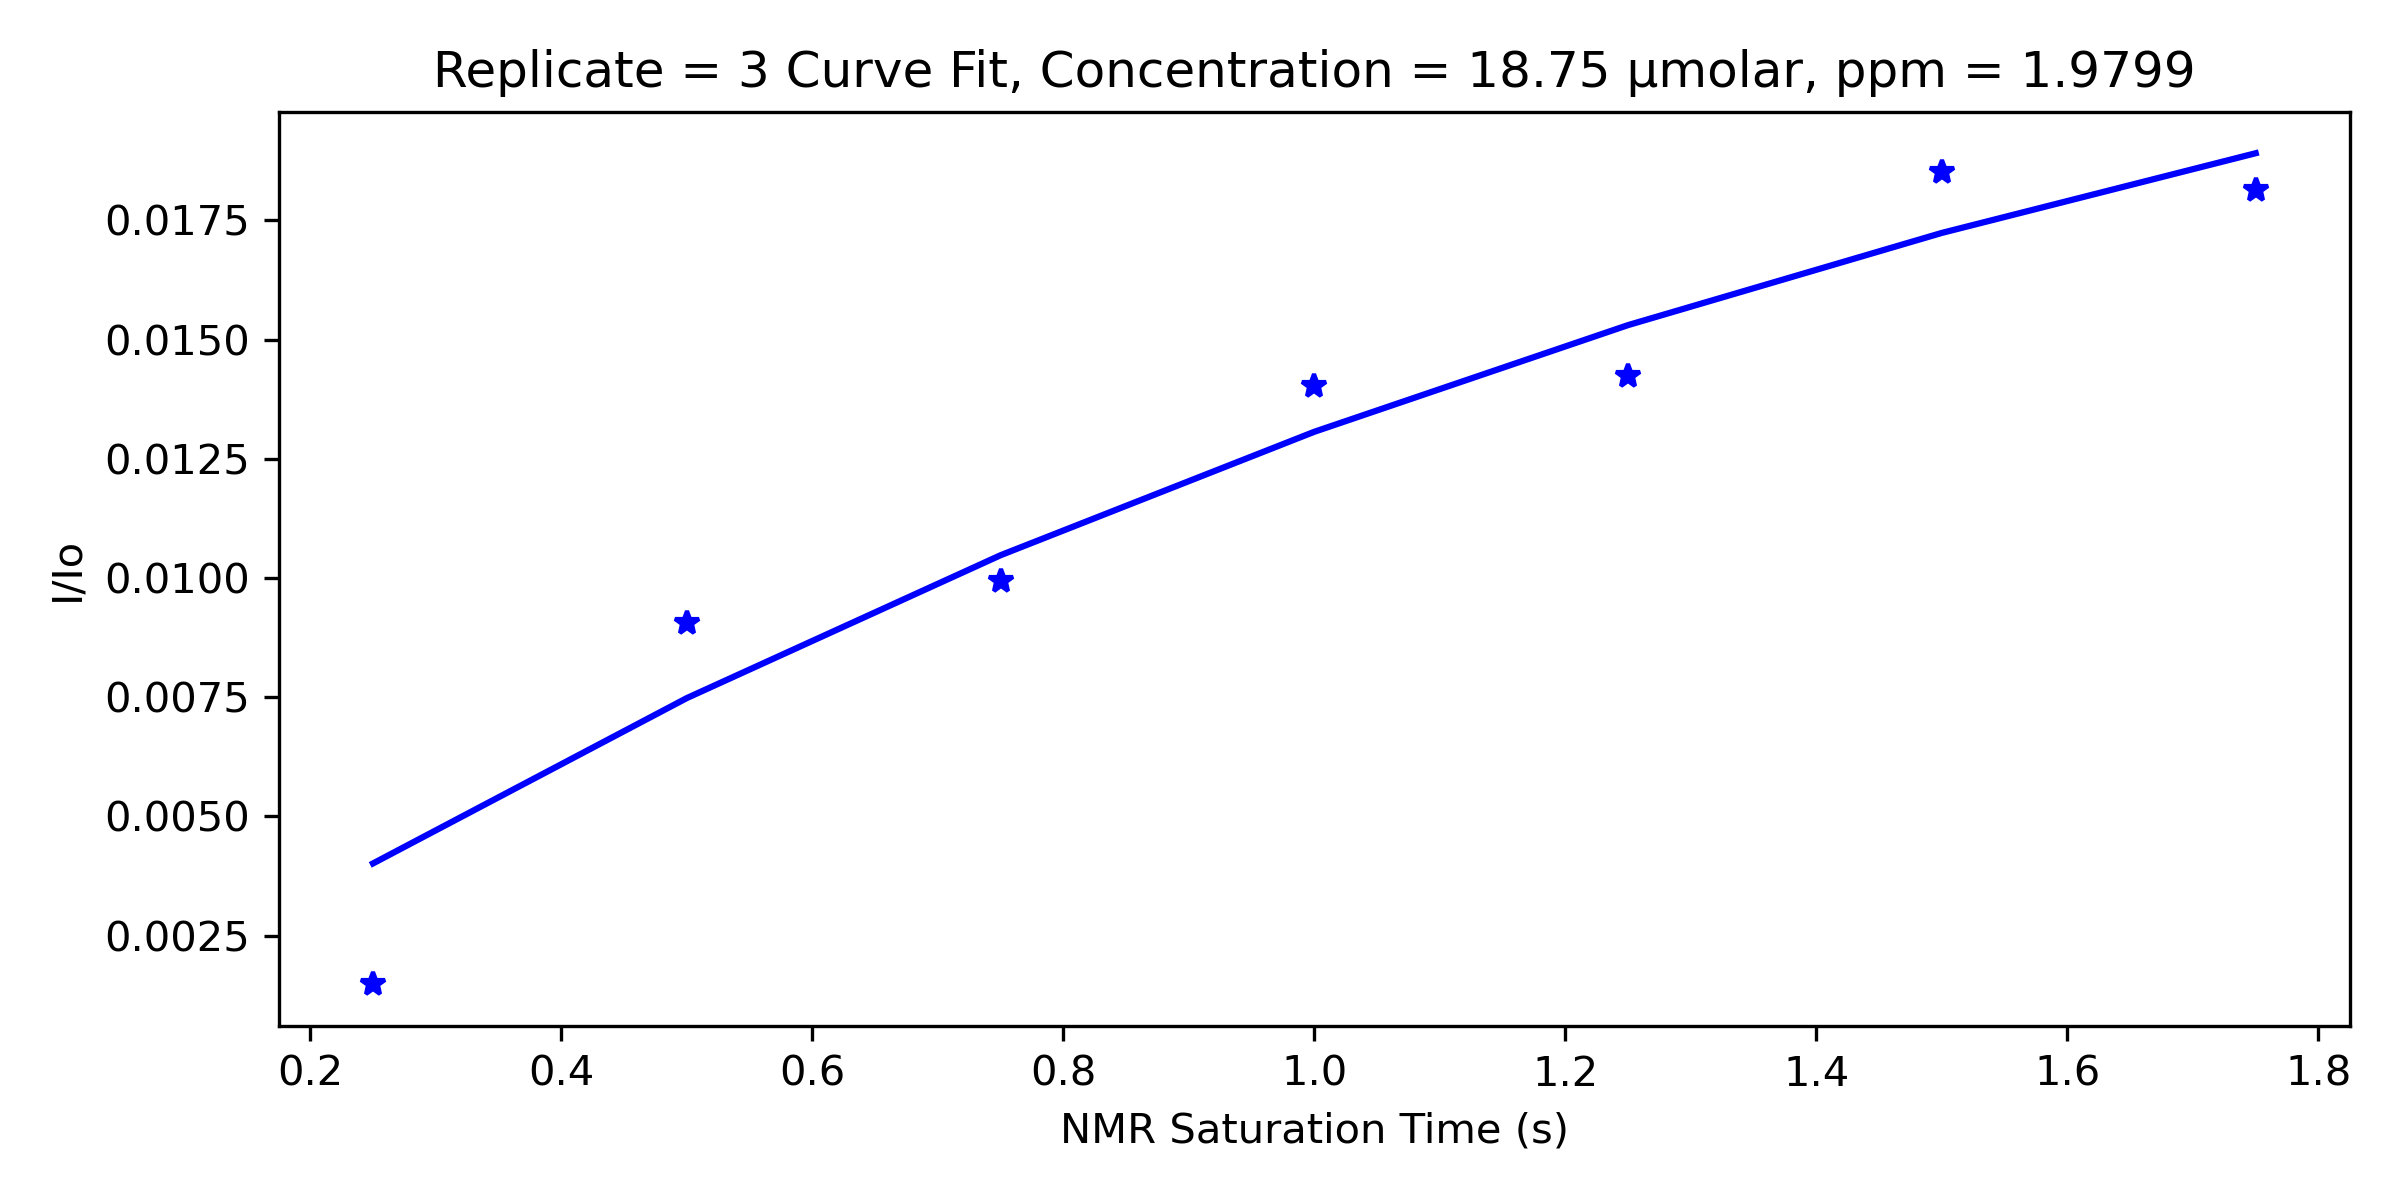 Replicate = 3 Curve Fit, Concentration = 18.75 μmolar, ppm = 1.9799
I/Io
0.0175
0.0150
0.0125
0.0100
0.0075
0.0050
0.0025
0.2 0.4 0.6 0.8 1.0 1.2 1.4 1.6 1.8
NMR Saturation Time (s)